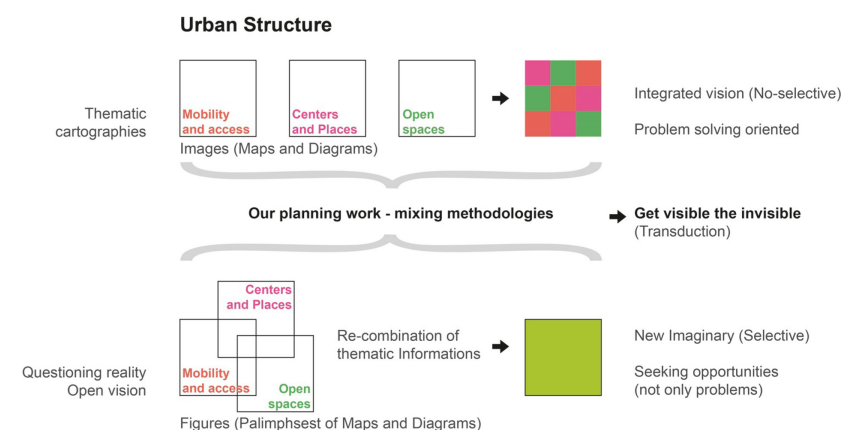 Urban Structure
Thematic
cartographies
Mobility
and access
Centers
and Places
Open
spaces
Images (Maps and Diagrams)
Integrated vision (No-selective)
Problem solving oriented
Our planning work - mixing methodologies
Get visible the invisible
(Transduction)
Questioning reality
Open vision
Centers
and Places
Mobility
and access
Open
spaces
Figures (Palimphsest of Maps and Diagrams)
Re-combination of
thematic Informations
New Imaginary (Selective)
Seeking opportunities
(not only problems)